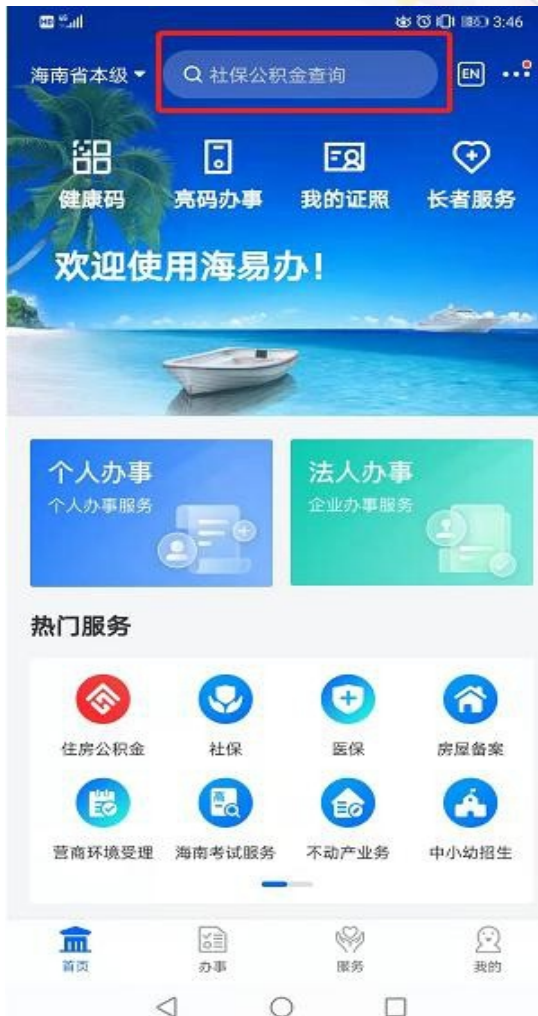 HD 5G 3:46
海南省本级 社保公积金查询 EN
健康码 亮码办事 我的证照 长者服务
欢迎使用海易办!
个人办事 法人办事
个人办事服务 企业办事服务
热门服务
住房公积金 社保 医保 房屋备案
营商环境受理 海南考试服务 不动产业务 中小幼招生
首页 办事 服务 我的